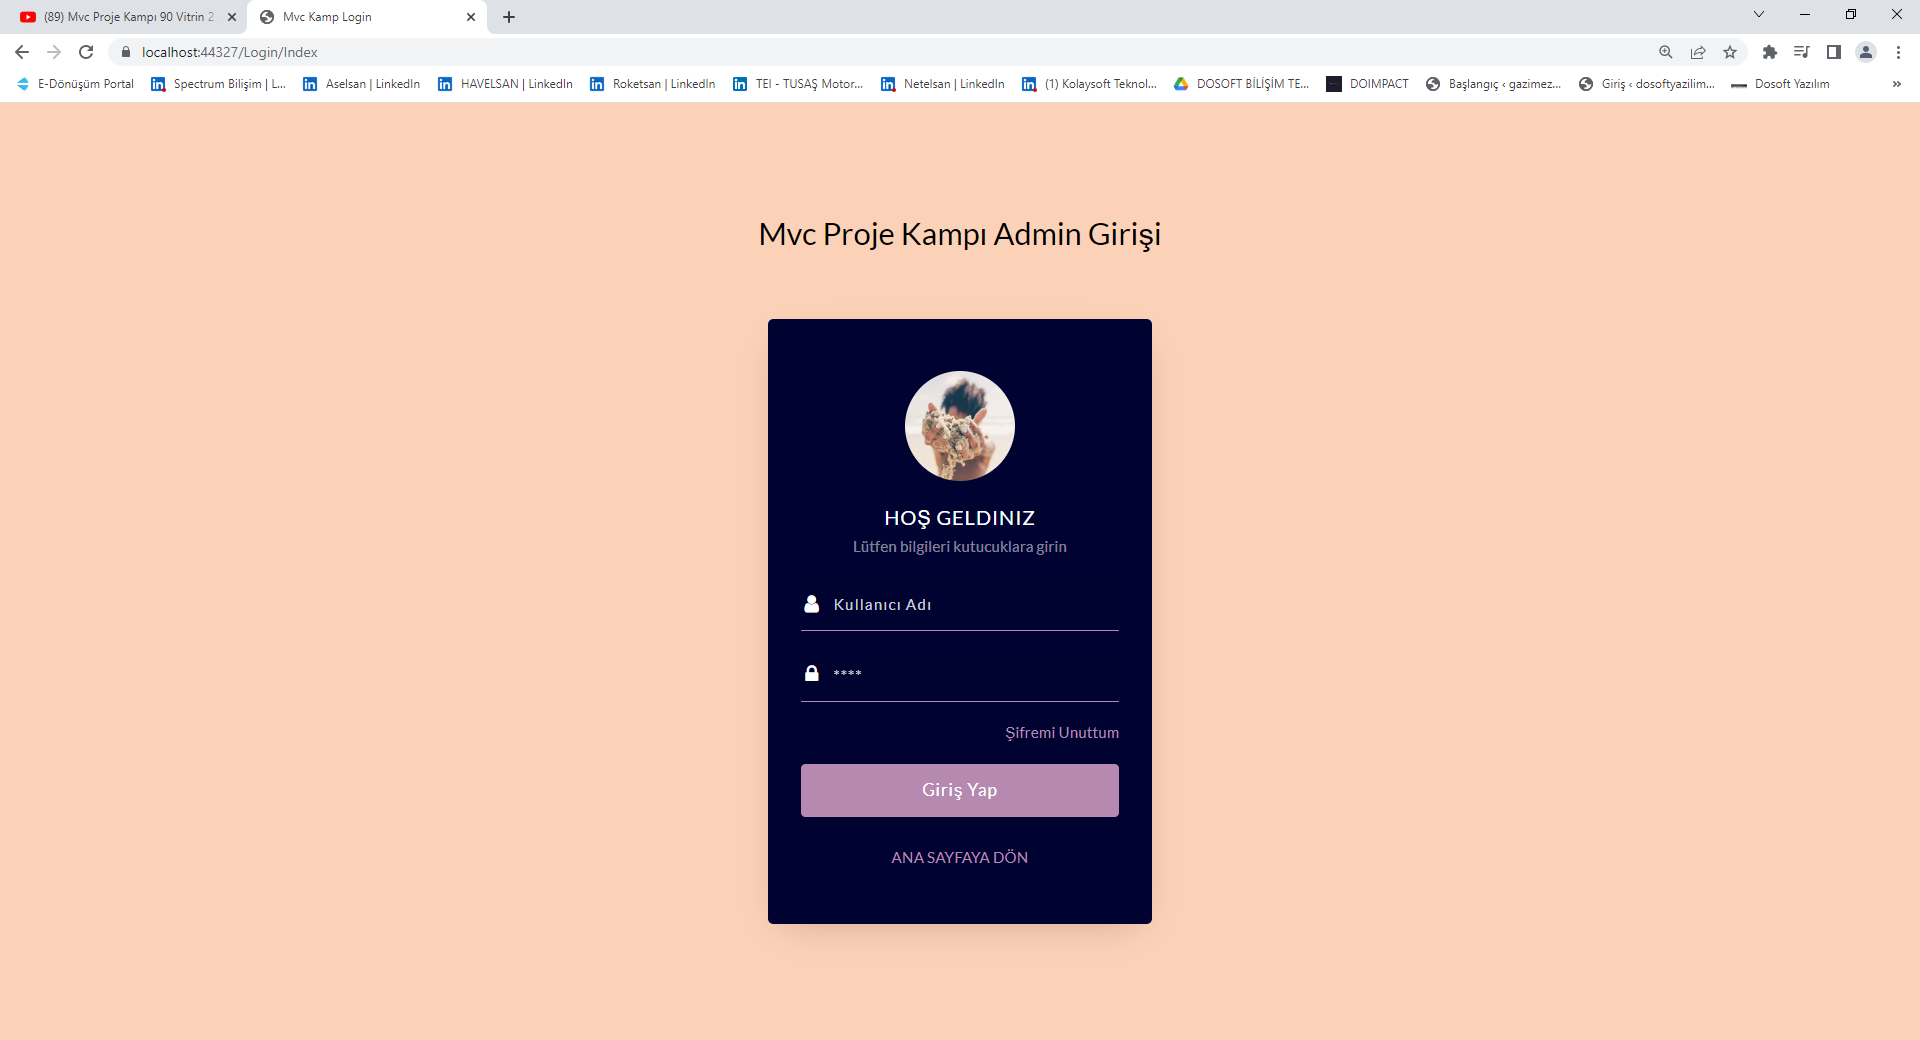 (89) Mvc Proje Kampı 90 Vitrin 2
Mvc Kamp Login
localhost:44327/Login/Index
E-Dönüşüm Portal
Spectrum Bilişim | L...
Aselsan | LinkedIn
HAVELSAN | LinkedIn
Roketsan | LinkedIn
TEI - TUSAŞ Motor...
Netelsan | LinkedIn
(1) Kolaysoft Teknol...
DOSOFT BİLİŞİM TE...
DOIMPACT
Başlangıç ‹ gazimez...
Giriş ‹ dosoftyazilim...
Dosoft Yazılım
Mvc Proje Kampı Admin Girişi
HOŞ GELDINIZ
Lütfen bilgileri kutucuklara girin
Kullanıcı Adı
****
Şifremi Unuttum
Giriş Yap
ANA SAYFAYA DÖN